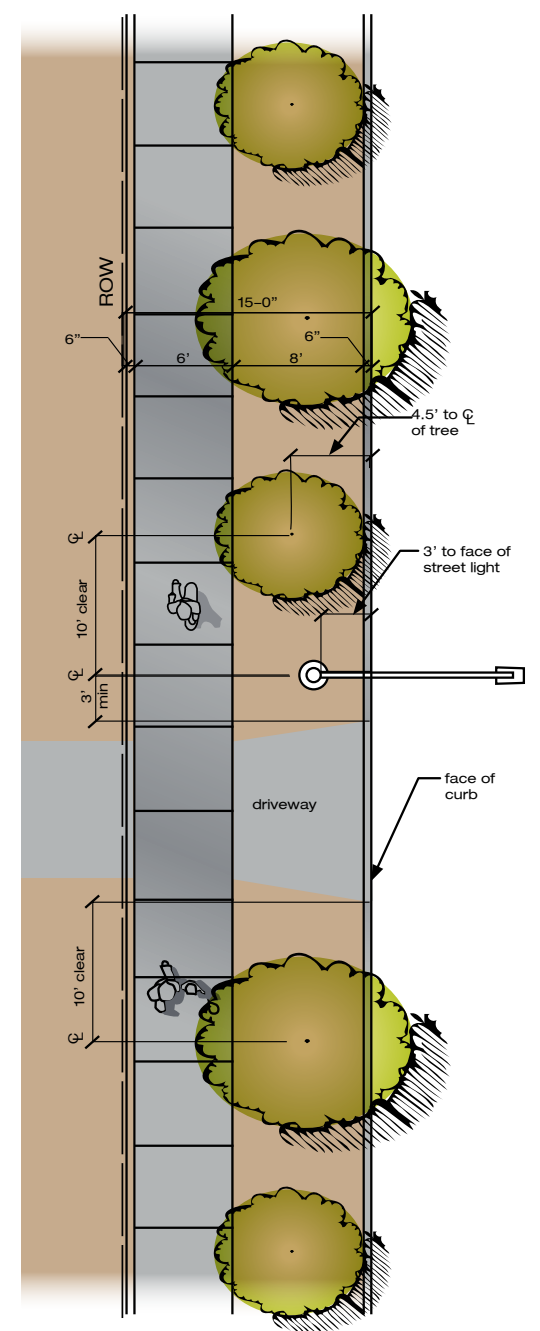 ROW
15-0”
6”
6”
6’
8’
4.5’ to ℄
of tree
℄
3’ to face of
street light
10’ clear
℄
3’
min
face of
curb
driveway
10’ clear
℄